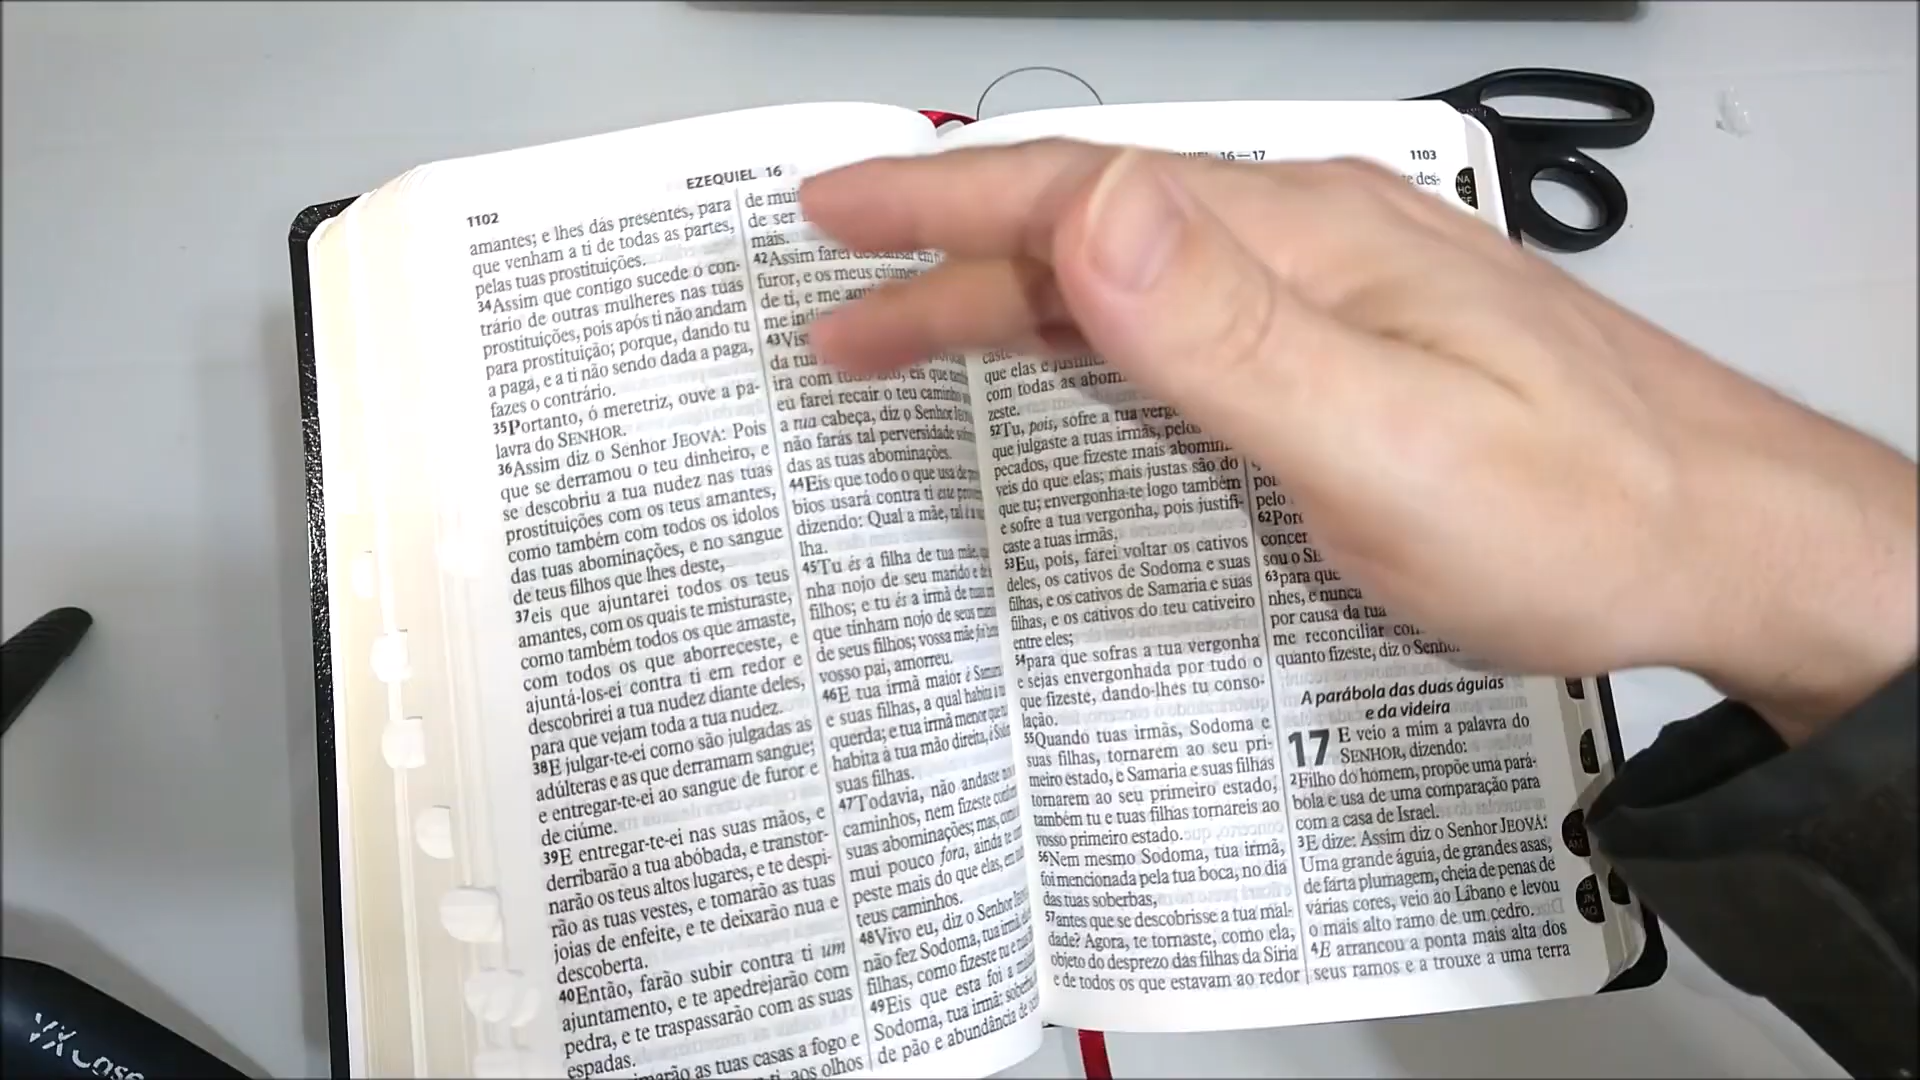 EZEQUIEL 16
1102
amantes; e lhes dás presentes, para
que venham a ti de todas as partes,
pelas tuas prostituições.
34Assim que contigo sucede o con-
trário de outras mulheres nas tuas
prostituições, pois após ti não andam
para prostituição; porque, dando tu
a paga, e a ti não sendo dada a paga,
fazes o contrário.
35Portanto, ó meretriz, ouve a pa-
lavra do SENHOR.
36Assim diz o Senhor JEOVÁ: Pois
que se derramou o teu dinheiro, e
se descobriu a tua nudez nas tuas
prostituições com os teus amantes,
como também com todos os ídolos
das tuas abominações, e no sangue
de teus filhos que lhes deste,
37eis que ajuntarei todos os teus
amantes, com os quais te misturaste,
como também todos os que amaste,
com todos os que aborreceste, e
ajuntá-los-ei contra ti em redor e
descobrirei a tua nudez diante deles,
para que vejam toda a tua nudez.
38E julgar-te-ei como são julgadas as
adúlteras e as que derramam sangue;
e entregar-te-ei ao sangue de furor e
de ciúme.
39E entregar-te-ei nas suas mãos, e
derribarão a tua abóbada, e transtor-
narão os teus altos lugares, e te despi-
rão as tuas vestes, e tomarão as tuas
joias de enfeite, e te deixarão nua e
descoberta.
40Então, farão subir contra ti um
ajuntamento, e te apedrejarão com
pedra, e te traspassarão com as suas
espadas.
as tuas casas a fogo e
aos olhos
de
de ser
mais.
42Assim farei
furor, e os meus ciúmes
de ti, e me
me
43
da tua
ira com eis que
eu farei recair o teu caminho
a tua cabeça, diz o Senhor
não farás tal perversidade
das as tuas abominações.
44Eis que todo o que usa de
bios usará contra ti este
dizendo: Qual a mãe, tal
lha.
45Tu és a filha de tua mãe,
nha nojo de seu marido e
filhos; e tu és a irmã de
que tinham nojo de seus
de seus filhos; vossa mãe foi
vosso pai, amorreu.
46E tua irmã maior é
e suas filhas, a qual habita à
querda; e tua irmã menor que
habita à tua mão direita, é
suas filhas.
47Todavia, não andaste
caminhos, nem fizeste
suas abominações; mas,
mui pouco fora, ainda te
peste mais do que elas, em
teus caminhos.
48Vivo eu, diz o Senhor
não fez Sodoma, tua irmã,
filhas, como fizeste tu e
49Eis que esta foi a
Sodoma, tua irmã:
de pão e abundância de
16—17
1103
que elas e
com todas as
zeste.
52Tu, pois, sofre a tua
que julgaste a tuas irmãs, pelos
pecados, que fizeste mais
veis do que elas; mais justas são do
que tu; envergonha-te logo também
e sofre a tua vergonha, pois justifi-
caste a tuas irmãs.
53Eu, pois, farei voltar os cativos
deles, os cativos de Sodoma e suas
filhas, e os cativos de Samaria e suas
filhas, e os cativos do teu cativeiro
entre eles;
54para que sofras a tua vergonha
e sejas envergonhada por tudo o
que fizeste, dando-lhes tu conso-
lação.
55Quando tuas irmãs, Sodoma e
suas filhas, tornarem ao seu pri-
meiro estado, e Samaria e suas filhas
tornarem ao seu primeiro estado,
também tu e tuas filhas tornareis ao
vosso primeiro estado.
56Nem mesmo Sodoma, tua irmã,
foi mencionada pela tua boca, no dia
das tuas soberbas,
57antes que se descobrisse a tua mal-
dade? Agora, te tornaste, como ela,
objeto do desprezo das filhas da Síria
e de todos os que estavam ao redor
pelo
62
sou o
63para que
nhes, e nunca
por causa da tua
me reconciliar
quanto fizeste, diz o
A parábola das duas águias
e da videira
17 E veio a mim a palavra do
SENHOR, dizendo:
2Filho do homem, propõe uma pará-
bola e usa de uma comparação para
com a casa de Israel.
3E dize: Assim diz o Senhor JEOVÁ:
Uma grande águia, de grandes asas,
de farta plumagem, cheia de penas de
várias cores, veio ao Líbano e levou
o mais alto ramo de um cedro.
4E arrancou a ponta mais alta dos
seus ramos e a trouxe a uma terra
NA
HC
VX Case